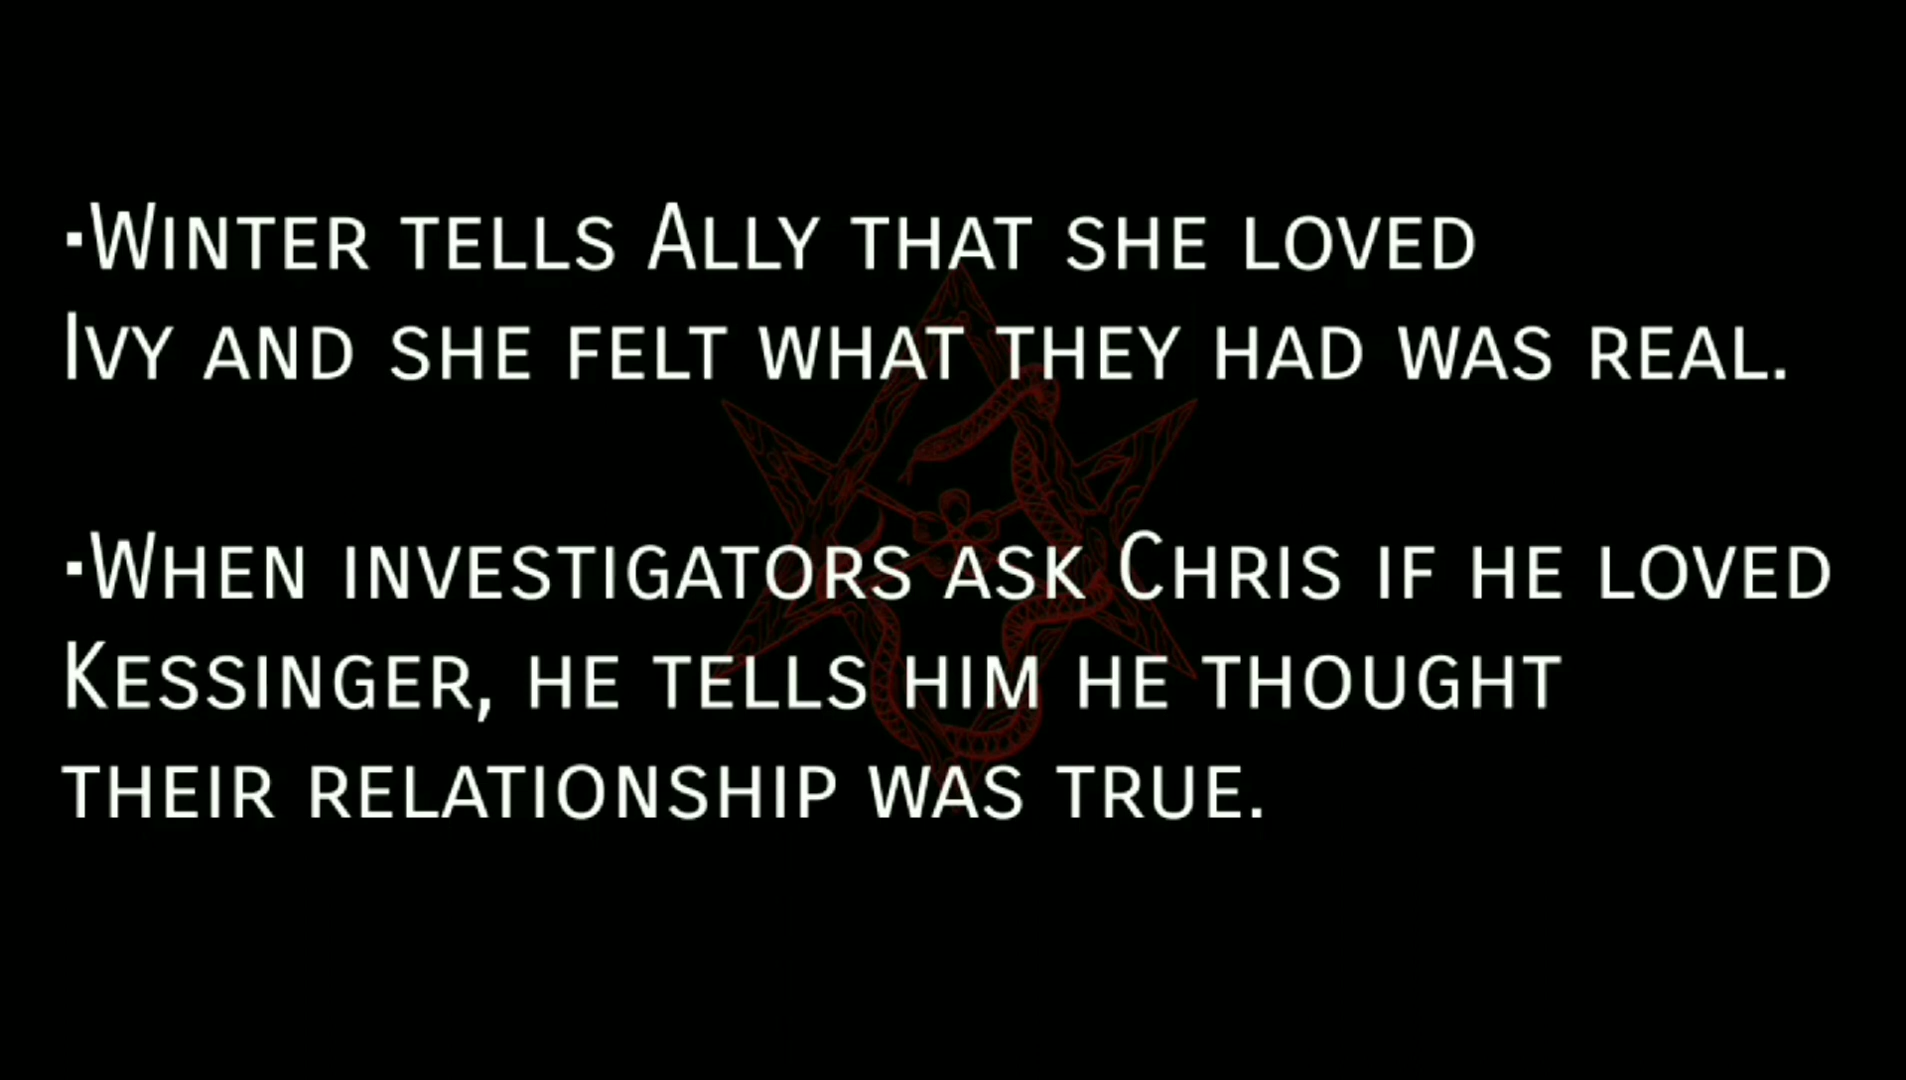 ▪Winter tells Ally that she loved
Ivy and she felt what they had was real.
▪When investigators ask Chris if he loved
Kessinger, he tells him he thought
their relationship was true.